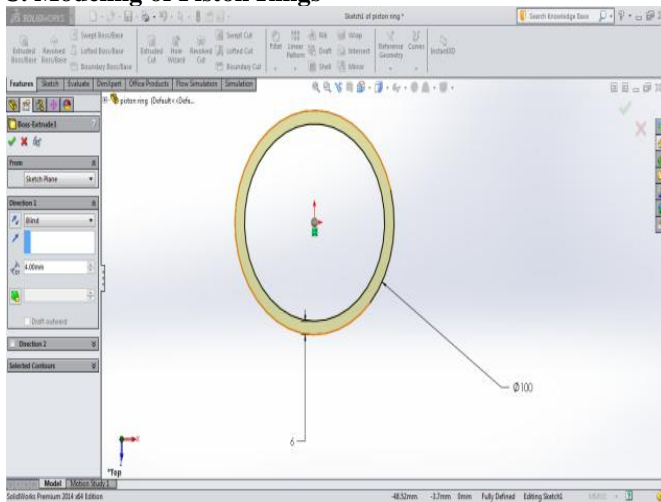 SOLIDWORKS
Sketch1 of piston ring *
Search Knowledge Base
Extruded Boss/Base
Revolved Boss/Base
Swept Boss/Base
Lofted Boss/Base
Boundary Boss/Base
Extruded Cut
Hole Wizard
Revolved Cut
Swept Cut
Lofted Cut
Boundary Cut
Fillet
Linear Pattern
Rib
Draft
Shell
Wrap
Intersect
Mirror
Reference Geometry
Curves
Instant3D
Features Sketch Evaluate DimXpert Office Products Flow Simulation Simulation
piston ring (Default<<Defa...
Boss-Extrude1
From
Sketch Plane
Direction 1
Blind
4.00mm
Draft outward
Direction 2
Selected Contours
Ø100
6
*Top
Model Motion Study 1
SolidWorks Premium 2014 x64 Edition
-48.52mm -3.7mm 0mm Fully Defined Editing Sketch1